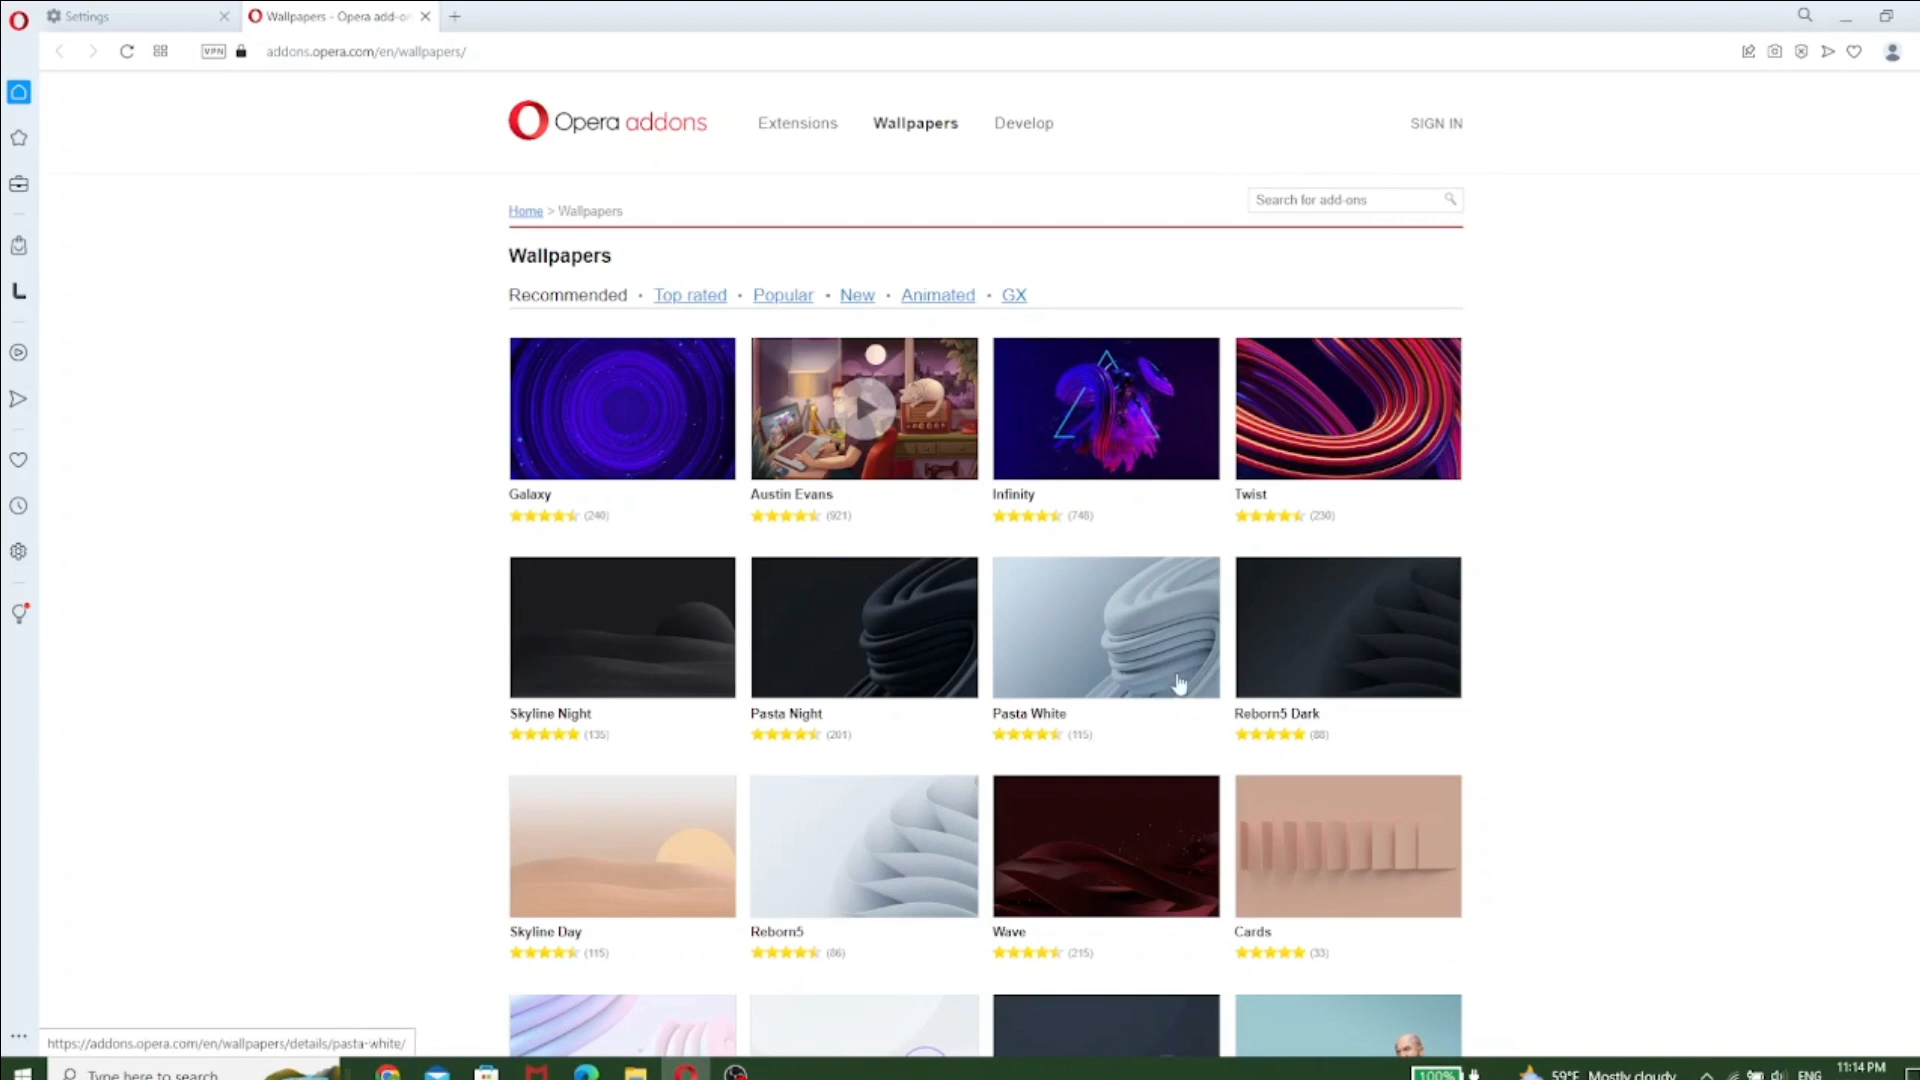 Settings
Wallpapers - Opera add-on
VPN
addons.opera.com/en/wallpapers/
Opera addons
Extensions
Wallpapers
Develop
SIGN IN
Home > Wallpapers
Search for add-ons
Wallpapers
Recommended • Top rated • Popular • New • Animated • GX
Galaxy
Austin Evans
Infinity
Twist
(240)
(921)
(748)
(230)
Skyline Night
Pasta Night
Pasta White
Reborn5 Dark
(135)
(201)
(115)
(88)
Skyline Day
Reborn5
Wave
Cards
(115)
(86)
(215)
(33)
https://addons.opera.com/en/wallpapers/details/pasta-white/
Type here to search
100%
59°F Mostly cloudy
ENG
11:14 PM